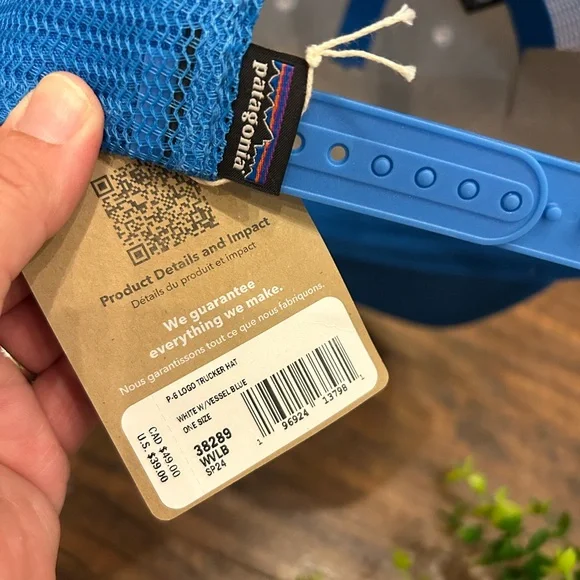 patagonia
Product Details and Impact
Détails du produit et impact
We guarantee
everything we make.
Nous garantissons tout ce que nous fabriquons.
P-6 LOGO TRUCKER HAT
WHITE W/VESSEL BLUE
ONE SIZE
38289
WVLB
SP24
CAD $49.00
U.S. $39.00
1 96924 13798 1